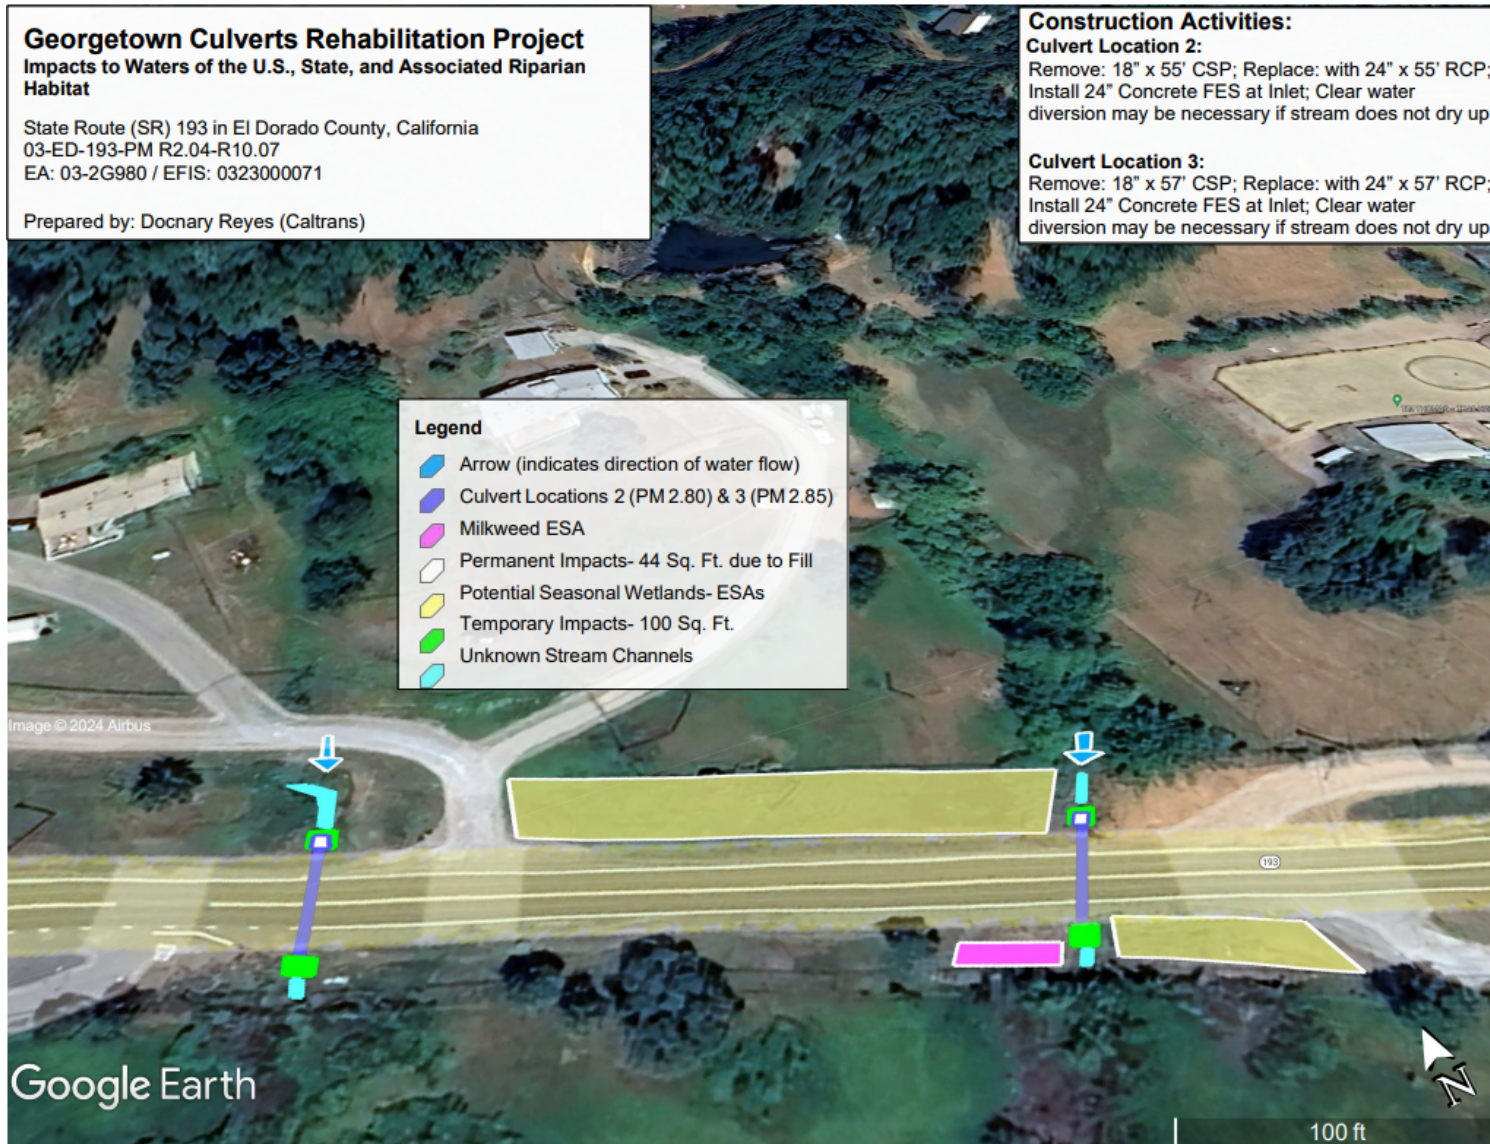 Georgetown Culverts Rehabilitation Project
Impacts to Waters of the U.S., State, and Associated Riparian
Habitat
State Route (SR) 193 in El Dorado County, California
03-ED-193-PM R2.04-R10.07
EA: 03-2G980 / EFIS: 0323000071
Prepared by: Docnary Reyes (Caltrans)
Construction Activities:
Culvert Location 2:
Remove: 18” x 55’ CSP; Replace: with 24” x 55’ RCP;
Install 24” Concrete FES at Inlet; Clear water
diversion may be necessary if stream does not dry up
Culvert Location 3:
Remove: 18” x 57’ CSP; Replace: with 24” x 57’ RCP;
Install 24” Concrete FES at Inlet; Clear water
diversion may be necessary if stream does not dry up
Legend
Arrow (indicates direction of water flow)
Culvert Locations 2 (PM 2.80) & 3 (PM 2.85)
Milkweed ESA
Permanent Impacts- 44 Sq. Ft. due to Fill
Potential Seasonal Wetlands- ESAs
Temporary Impacts- 100 Sq. Ft.
Unknown Stream Channels
Image © 2024 Airbus
193
Google Earth
N
100 ft